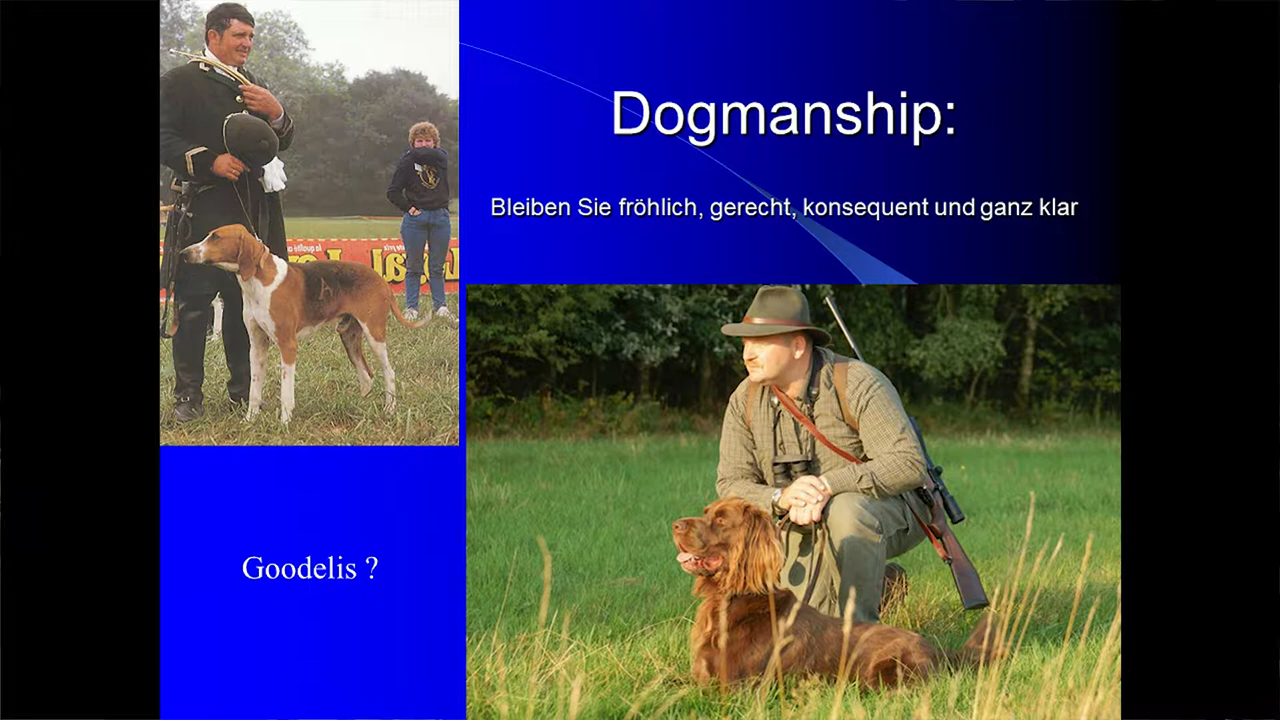 Dogmanship:
Bleiben Sie fröhlich, gerecht, konsequent und ganz klar
Goodelis ?